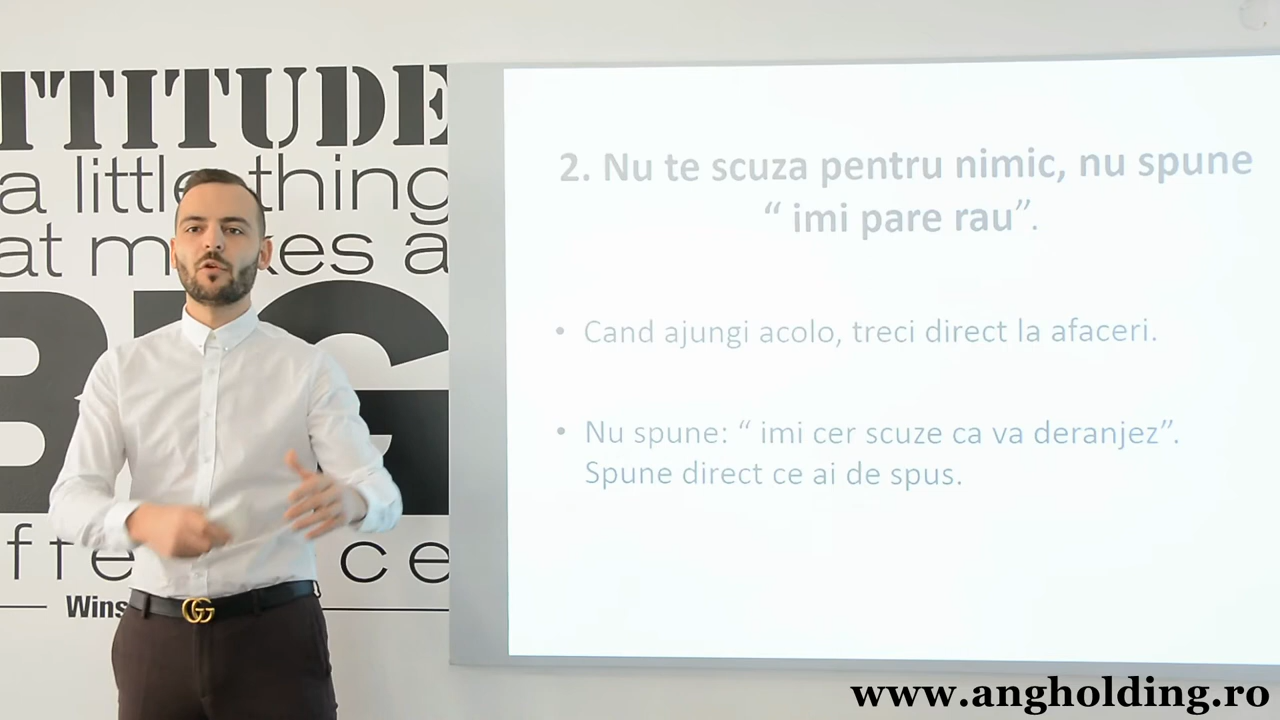 TTITUDE
a little thing
at makes a
BIG
ffe ce
Wins
2. Nu te scuza pentru nimic, nu spune
“ imi pare rau”.
• Cand ajungi acolo, treci direct la afaceri.
• Nu spune: “ imi cer scuze ca va deranjez”.
Spune direct ce ai de spus.
www.angholding.ro